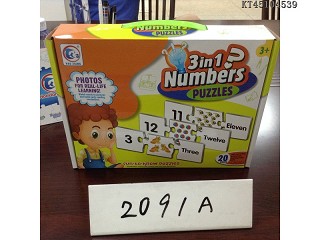 KT45104539
3in1
Numbers
PUZZLES
3+
PHOTOS
FOR REAL-LIFE
LEARNING!
11
Eleven
12
Twelve
3
Three
20
2091A